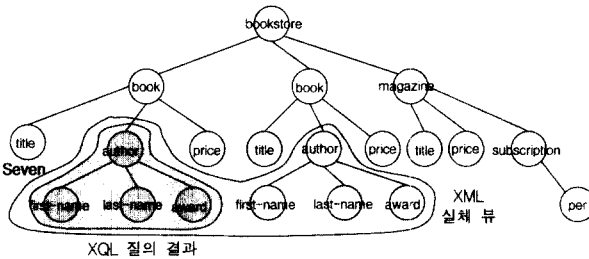 bookstore
book
book
magazine
title
author
price
title
author
price
title
price
subscription
Seven
first-name
last-name
award
first-name
last-name
award
per
XML
실체 뷰
XQL 질의 결과